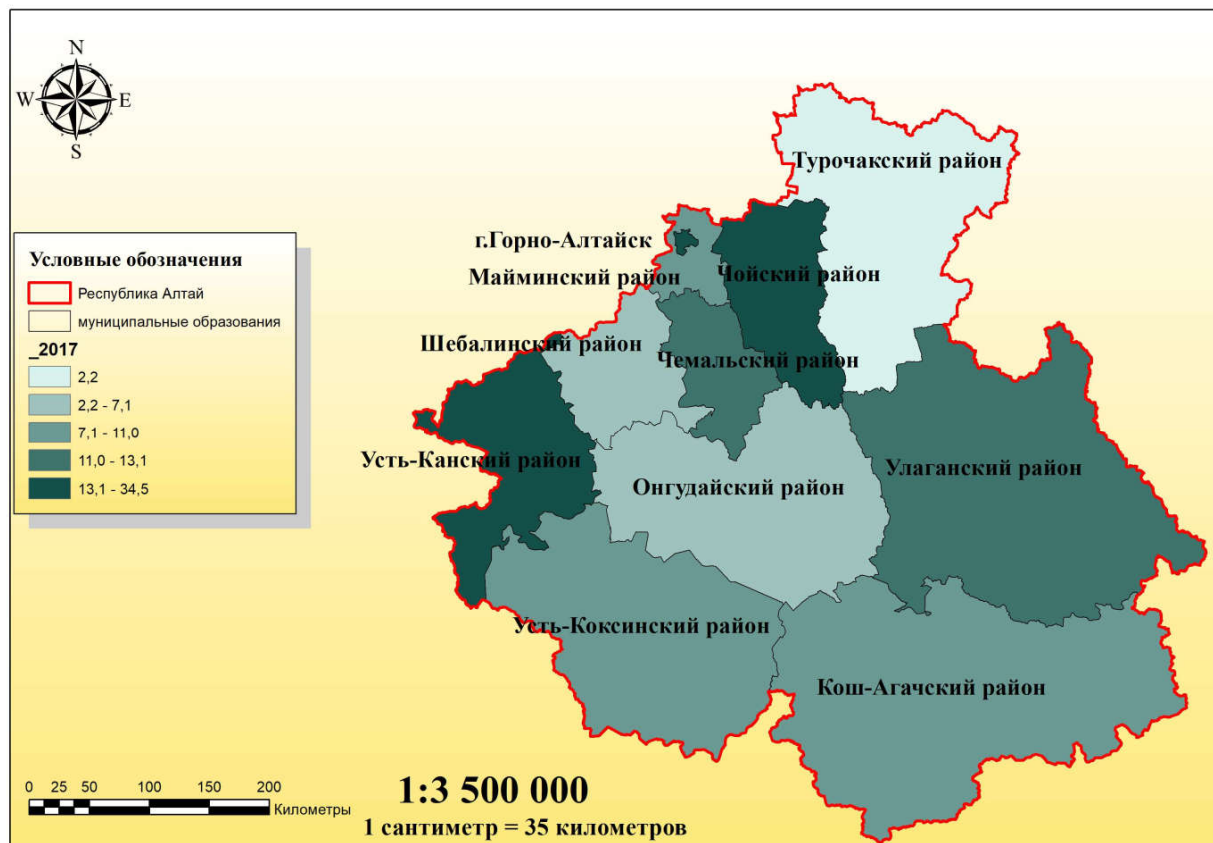 N
W E
S
Турочакский район
г.Горно-Алтайск
Чойский район
Майминский район
Условные обозначения
Республика Алтай
муниципальные образования
_2017
2,2
2,2 - 7,1
7,1 - 11,0
11,0 - 13,1
13,1 - 34,5
Шебалинский район
Чемальский район
Усть-Канский район
Онгудайский район
Улаганский район
Усть-Коксинский район
Кош-Агачский район
0 25 50 100 150 200
Километры
1:3 500 000
1 сантиметр = 35 километров